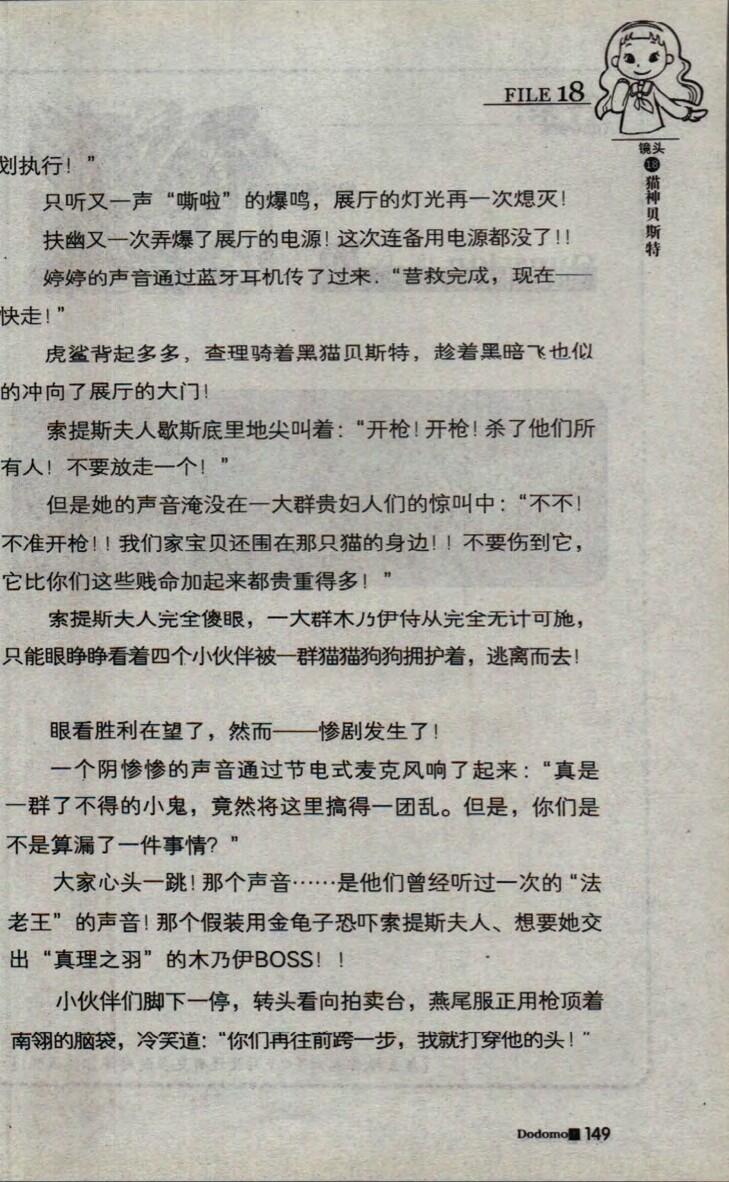 FILE 18
镜头
18
猫神贝斯特
划执行！”
只听又一声“嘶啦”的爆鸣，展厅的灯光再一次熄灭！
扶幽又一次弄爆了展厅的电源！这次连备用电源都没了！！
婷婷的声音通过蓝牙耳机传了过来．“营救完成，现在——
快走！”
虎鲨背起多多，查理骑着黑猫贝斯特，趁着黑暗飞也似
的冲向了展厅的大门！
索提斯夫人歇斯底里地尖叫着：“开枪！开枪！杀了他们所
有人！不要放走一个！”
但是她的声音淹没在一大群贵妇人们的惊叫中：“不不！
不准开枪！！我们家宝贝还围在那只猫的身边！！不要伤到它，
它比你们这些贱命加起来都贵重得多！”
索提斯夫人完全傻眼，一大群木乃伊侍从完全无计可施，
只能眼睁睁看着四个小伙伴被一群猫猫狗狗拥护着，逃离而去！
眼看胜利在望了，然而——惨剧发生了！
一个阴惨惨的声音通过节电式麦克风响了起来：“真是
一群了不得的小鬼，竟然将这里搞得一团乱。但是，你们是
不是算漏了一件事情？”
大家心头一跳！那个声音……是他们曾经听过一次的“法
老王”的声音！那个假装用金龟子恐吓索提斯夫人、想要她交
出“真理之羽”的木乃伊BOSS！！
小伙伴们脚下一停，转头看向拍卖台，燕尾服正用枪顶着
南翎的脑袋，冷笑道：“你们再往前跨一步，我就打穿他的头！”
Dodomo 149